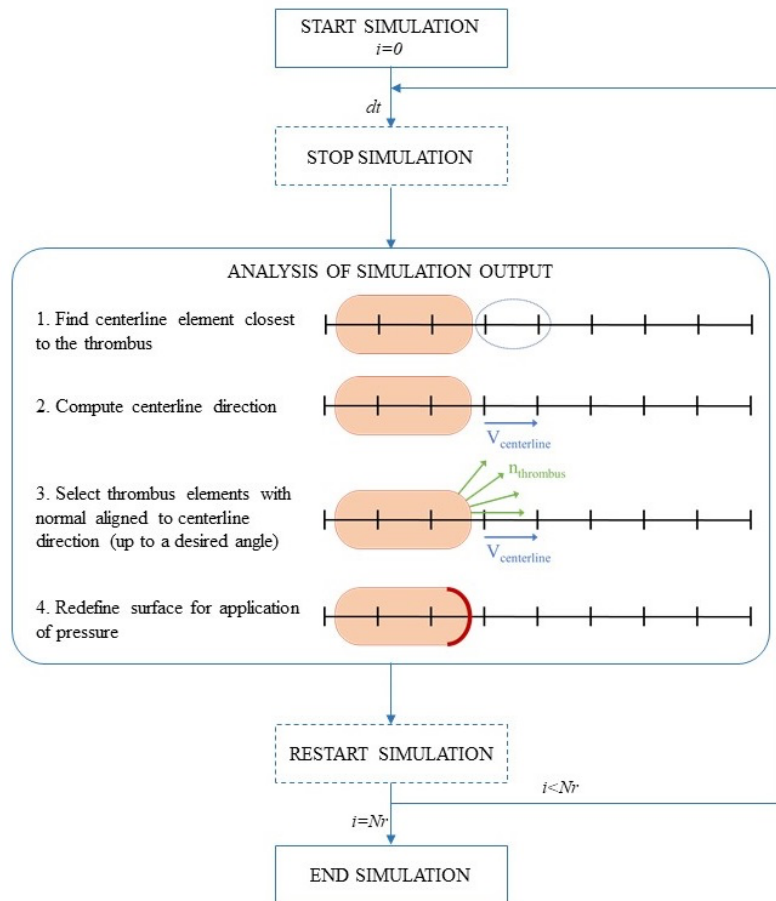 START SIMULATION
i=0
dt
STOP SIMULATION
ANALYSIS OF SIMULATION OUTPUT
1. Find centerline element closest
to the thrombus
2. Compute centerline direction
Vcenterline
3. Select thrombus elements with
normal aligned to centerline
direction (up to a desired angle)
nthrombus
Vcenterline
4. Redefine surface for application
of pressure
RESTART SIMULATION
i<Nr
i=Nr
END SIMULATION